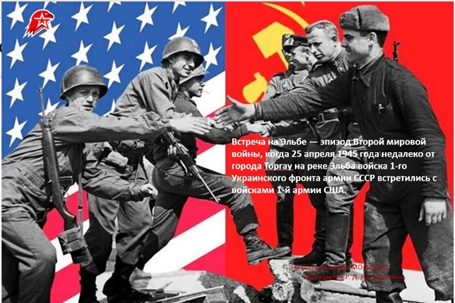 Встреча на Эльбе — эпизод Второй мировой
войны, когда 25 апреля 1945 года недалеко от
города Торгау на реке Эльба войска 1-го
Украинского фронта армии СССР встретились с
войсками 1-й армии США.